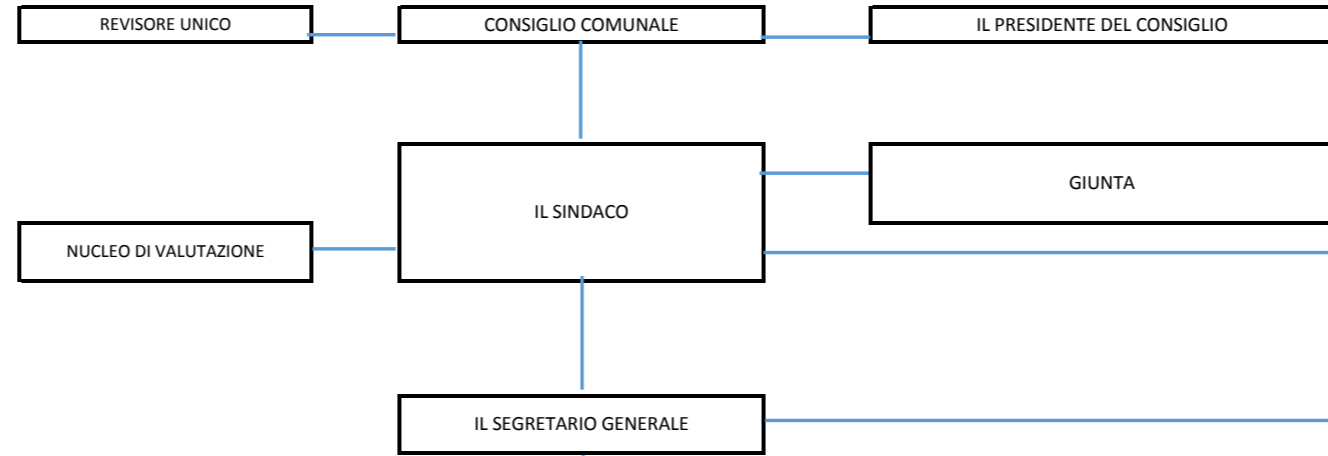 REVISORE UNICO
CONSIGLIO COMUNALE
IL PRESIDENTE DEL CONSIGLIO
GIUNTA
IL SINDACO
NUCLEO DI VALUTAZIONE
IL SEGRETARIO GENERALE